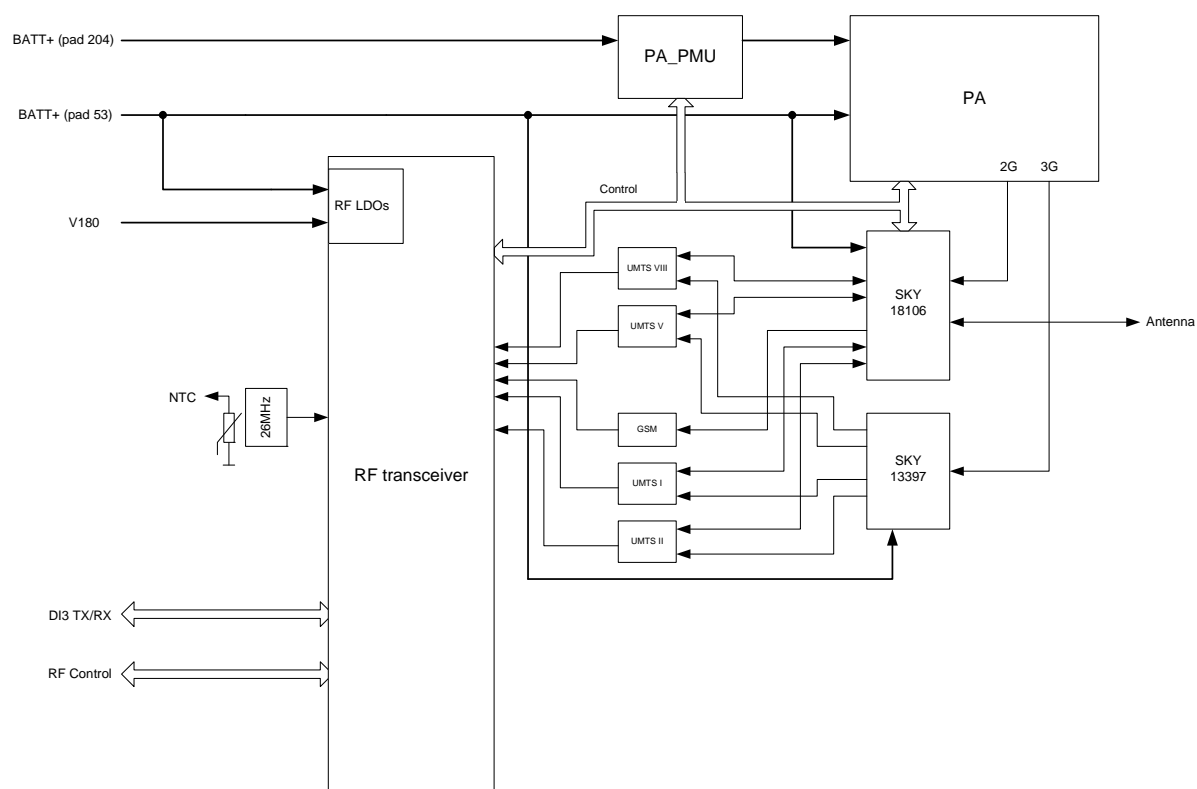 BATT+ (pad 204)
PA_PMU
PA
BATT+ (pad 53)
2G 3G
Control
RF LDOs
V180
UMTS VIII
SKY
18106
UMTS V
Antenna
NTC
26MHz
GSM
SKY
13397
RF transceiver
UMTS I
UMTS II
DI3 TX/RX
RF Control